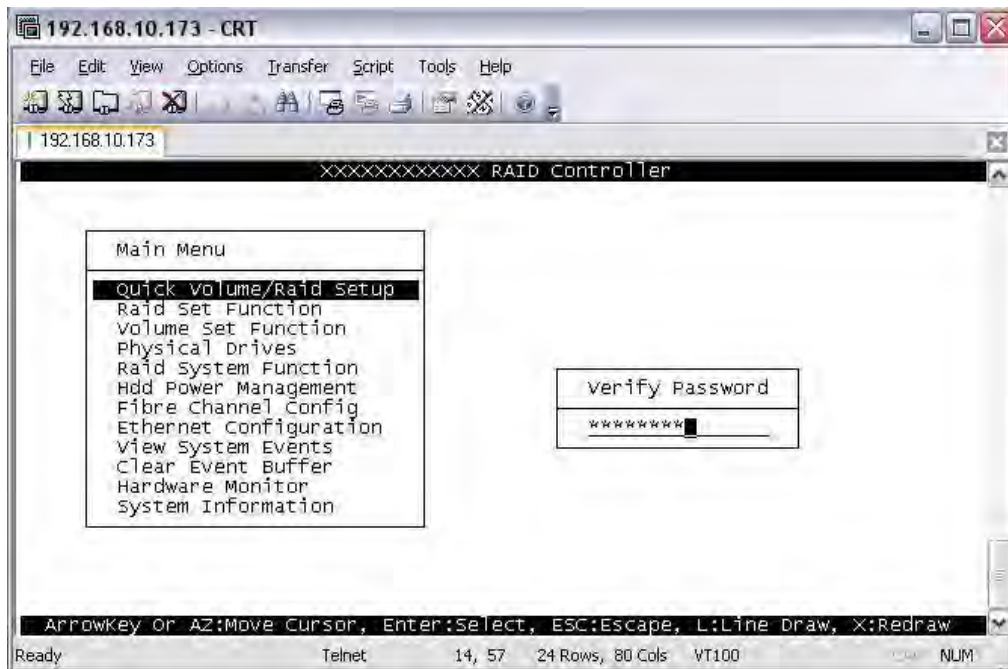 192.168.10.173 - CRT
File Edit View Options Transfer Script Tools Help
192.168.10.173
XXXXXXXXXXXX RAID Controller
Main Menu
Quick Volume/Raid Setup
Raid Set Function
Volume Set Function
Physical Drives
Raid System Function
Hdd Power Management
Fibre Channel Config
Ethernet Configuration
View System Events
Clear Event Buffer
Hardware Monitor
System Information
Verify Password
********
ArrowKey Or AZ:Move Cursor, Enter:Select, ESC:Escape, L:Line Draw, X:Redraw
Ready Telnet 14, 57 24 Rows, 80 Cols VT100 NUM